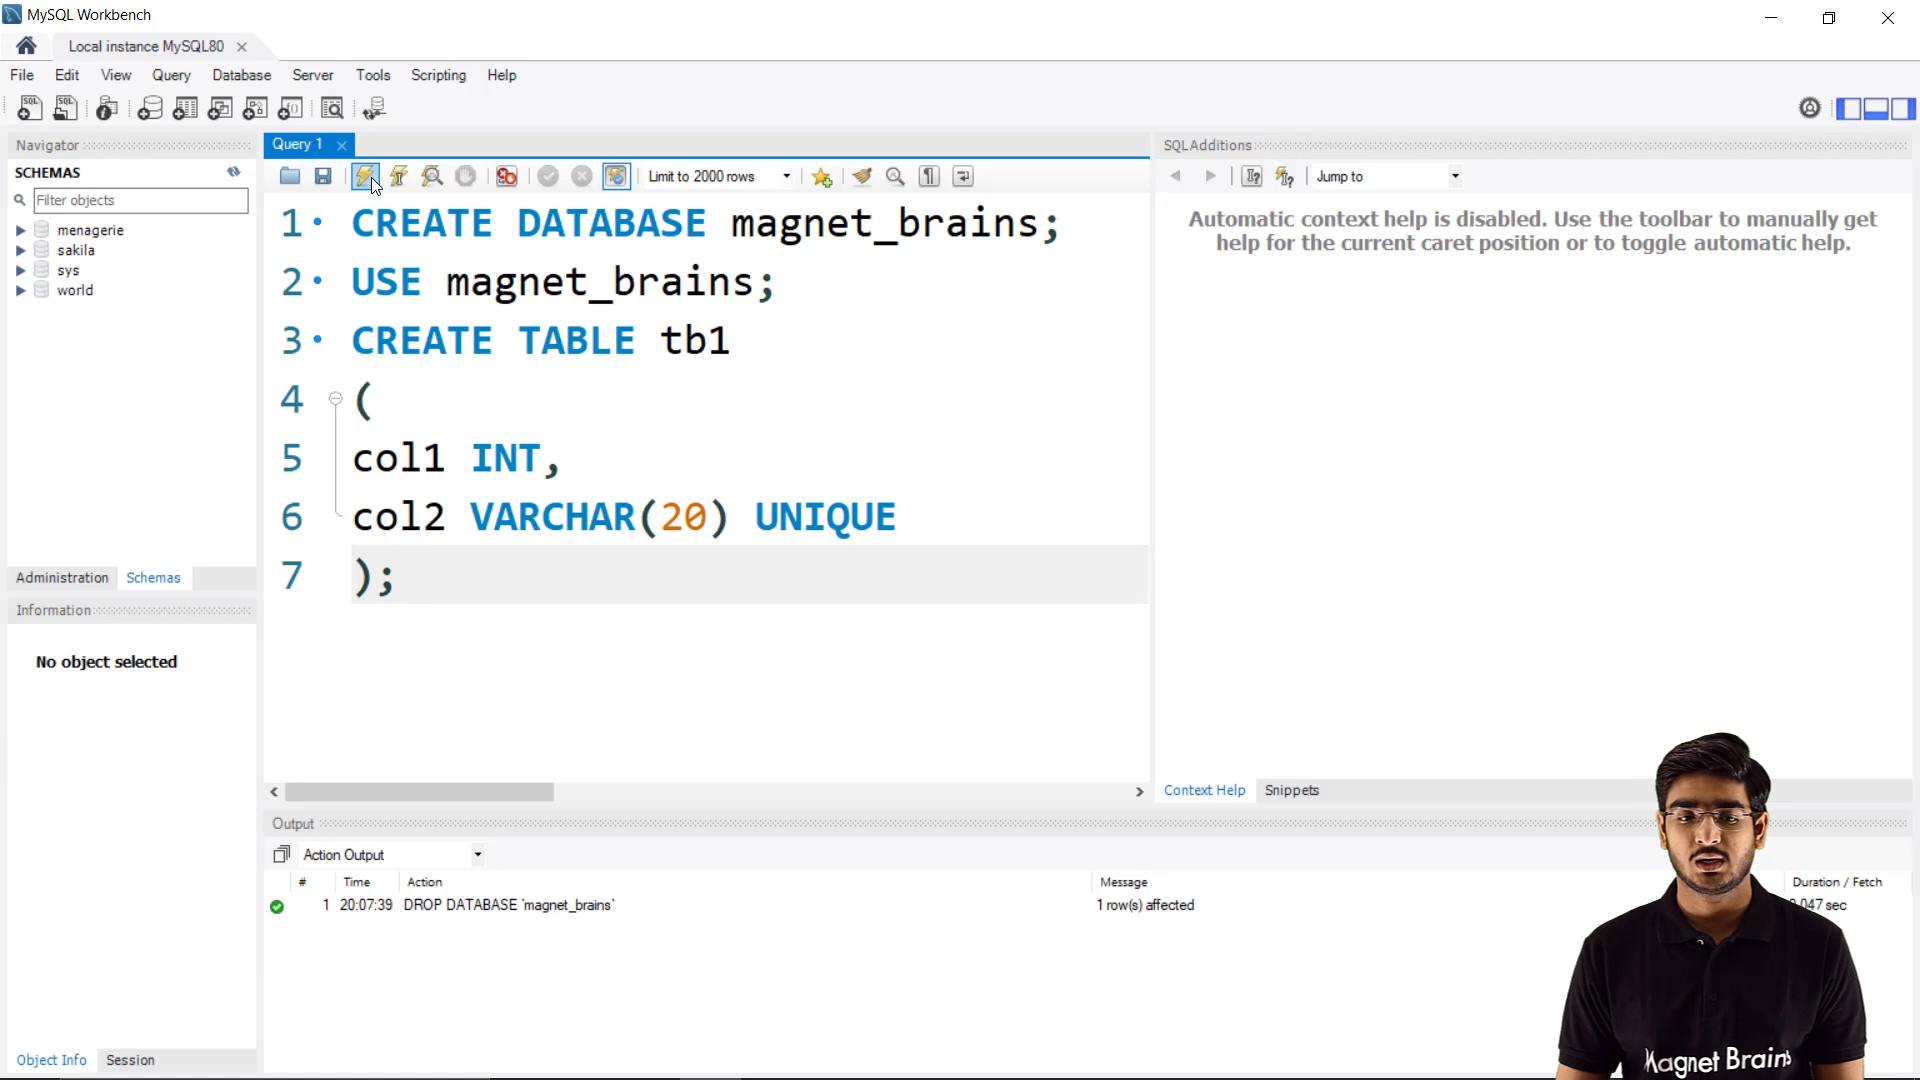 MySQL Workbench
Local instance MySQL80
File Edit View Query Database Server Tools Scripting Help
Navigator
SCHEMAS
Filter objects
menagerie
sakila
sys
world
Administration Schemas
Information
No object selected
Object Info Session
Query 1
Limit to 2000 rows
1 CREATE DATABASE magnet_brains;
2 USE magnet_brains;
3 CREATE TABLE tb1
4 (
5 col1 INT,
6 col2 VARCHAR(20) UNIQUE
7 );
SQLAdditions
Jump to
Automatic context help is disabled. Use the toolbar to manually get
help for the current caret position or to toggle automatic help.
Context Help Snippets
Output
Action Output
# Time Action Message Duration / Fetch
1 20:07:39 DROP DATABASE `magnet_brains` 1 row(s) affected 047 sec
Magnet Brains